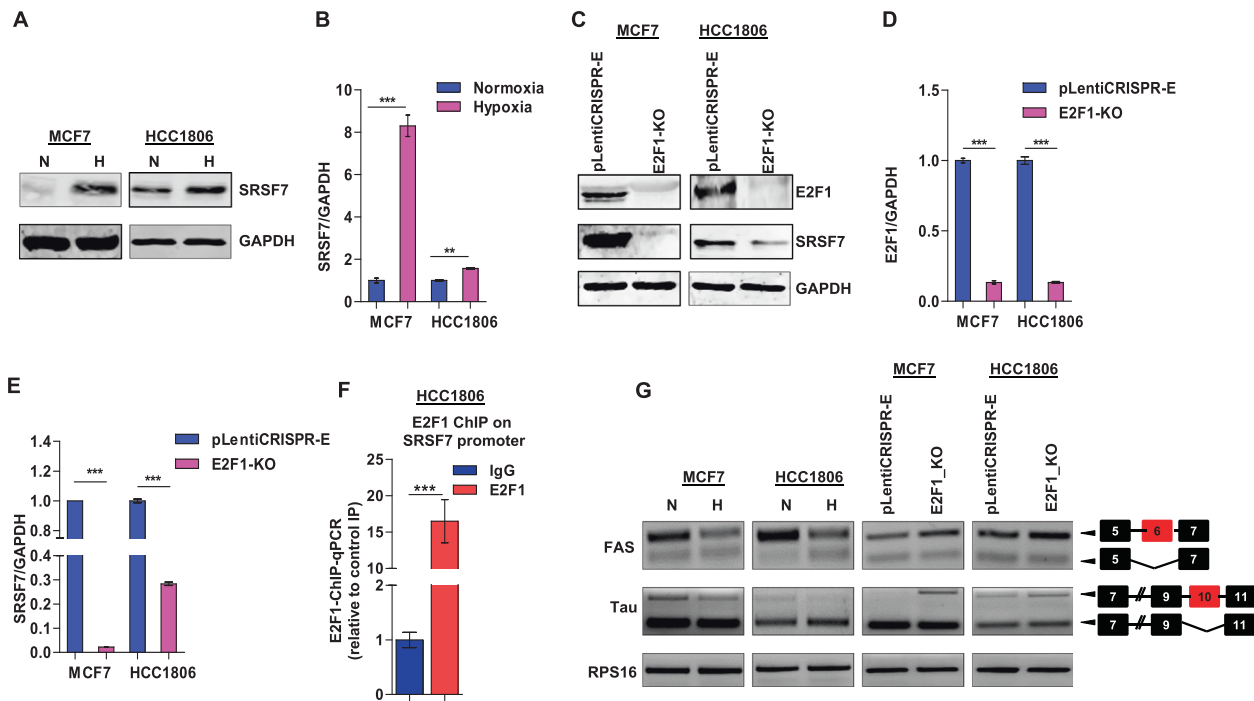 A
MCF7 HCC1806
N H N H
SRSF7
GAPDH
B
Normoxia
Hypoxia
SRSF7/GAPDH
10
8
6
4
2
0
***
**
MCF7 HCC1806
C
MCF7 HCC1806
pLentiCRISPR-E
E2F1-KO
pLentiCRISPR-E
E2F1-KO
E2F1
SRSF7
GAPDH
D
pLentiCRISPR-E
E2F1-KO
E2F1/GAPDH
1.5
1.0
0.5
0.0
*** ***
MCF7 HCC1806
E
pLentiCRISPR-E
E2F1-KO
SRSF7/GAPDH
1.4
1.2
1.0
0.8
0.6
0.4
0.3
0.2
0.1
0.0
***
***
MCF7 HCC1806
F
HCC1806
E2F1 ChIP on
SRSF7 promoter
IgG
E2F1
E2F1-ChIP-qPCR
(relative to control IP)
25
20
15
10
2
1
0
***
G
MCF7 HCC1806
N H N H
MCF7 HCC1806
pLentiCRISPR-E
E2F1_KO
pLentiCRISPR-E
E2F1_KO
FAS
5 6 7
5 7
Tau
7 // 9 10 11
7 // 9 11
RPS16